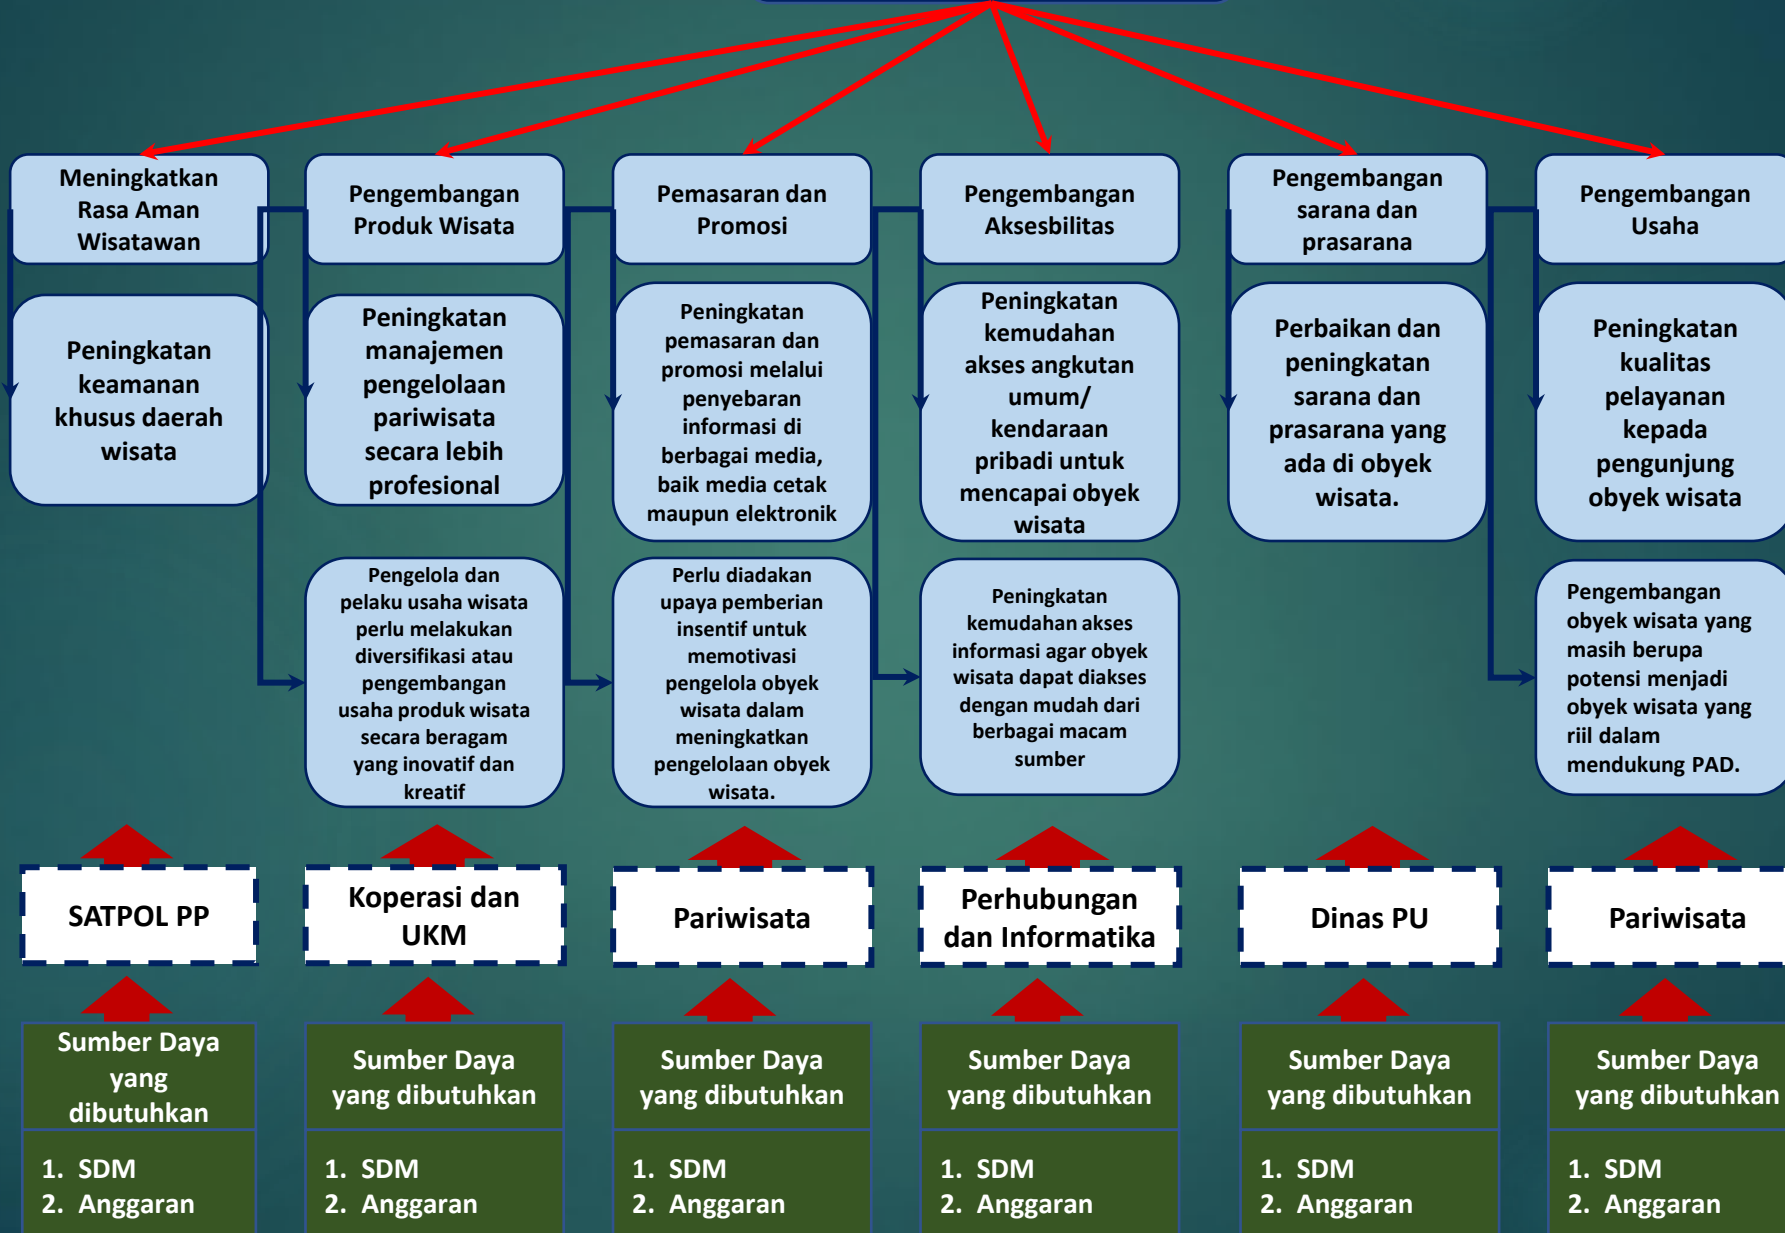 Meningkatkan
Rasa Aman
Wisatawan
Pengembangan
Produk Wisata
Pemasaran dan
Promosi
Pengembangan
Aksesbilitas
Pengembangan
sarana dan
prasarana
Pengembangan
Usaha
Peningkatan
keamanan
khusus daerah
wisata
Peningkatan
manajemen
pengelolaan
pariwisata
secara lebih
profesional
Peningkatan
pemasaran dan
promosi melalui
penyebaran
informasi di
berbagai media,
baik media cetak
maupun elektronik
Peningkatan
kemudahan
akses angkutan
umum/
kendaraan
pribadi untuk
mencapai obyek
wisata
Perbaikan dan
peningkatan
sarana dan
prasarana yang
ada di obyek
wisata.
Peningkatan
kualitas
pelayanan
kepada
pengunjung
obyek wisata
Pengelola dan
pelaku usaha wisata
perlu melakukan
diversifikasi atau
pengembangan
usaha produk wisata
secara beragam
yang inovatif dan
kreatif
Perlu diadakan
upaya pemberian
insentif untuk
memotivasi
pengelola obyek
wisata dalam
meningkatkan
pengelolaan obyek
wisata.
Peningkatan
kemudahan akses
informasi agar obyek
wisata dapat diakses
dengan mudah dari
berbagai macam
sumber
Pengembangan
obyek wisata yang
masih berupa
potensi menjadi
obyek wisata yang
riil dalam
mendukung PAD.
SATPOL PP
Koperasi dan
UKM
Pariwisata
Perhubungan
dan Informatika
Dinas PU
Pariwisata
Sumber Daya
yang
dibutuhkan
Sumber Daya
yang dibutuhkan
Sumber Daya
yang dibutuhkan
Sumber Daya
yang dibutuhkan
Sumber Daya
yang dibutuhkan
Sumber Daya
yang dibutuhkan
1. SDM
2. Anggaran
1. SDM
2. Anggaran
1. SDM
2. Anggaran
1. SDM
2. Anggaran
1. SDM
2. Anggaran
1. SDM
2. Anggaran